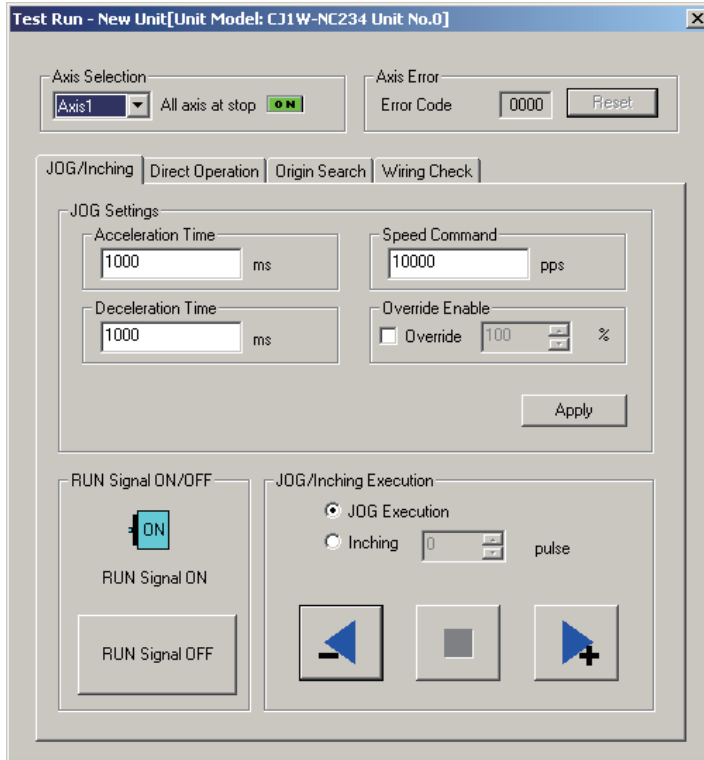 Test Run - New Unit[Unit Model: CJ1W-NC234 Unit No.0]
Axis Selection
Axis1 All axis at stop ON
Axis Error
Error Code 0000 Reset
JOG/Inching Direct Operation Origin Search Wiring Check
JOG Settings
Acceleration Time
1000 ms
Speed Command
10000 pps
Deceleration Time
1000 ms
Override Enable
Override 100 %
Apply
RUN Signal ON/OFF
ON
RUN Signal ON
RUN Signal OFF
JOG/Inching Execution
JOG Execution
Inching 0 pulse
-
+